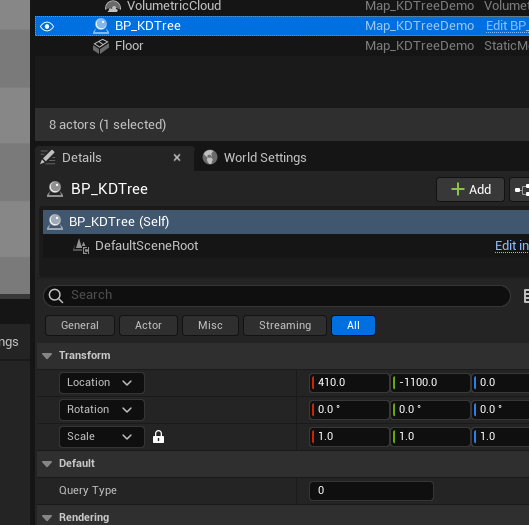 VolumetricCloud Map_KDTreeDemo Volume
BP_KDTree Map_KDTreeDemo Edit BP_
Floor Map_KDTreeDemo StaticM
8 actors (1 selected)
Details × World Settings
BP_KDTree + Add
BP_KDTree (Self)
DefaultSceneRoot Edit in
Search
General Actor Misc Streaming All
ngs
Transform
Location 410.0 -1100.0 0.0
Rotation 0.0 ° 0.0 ° 0.0 °
Scale 1.0 1.0 1.0
Default
Query Type 0
Rendering